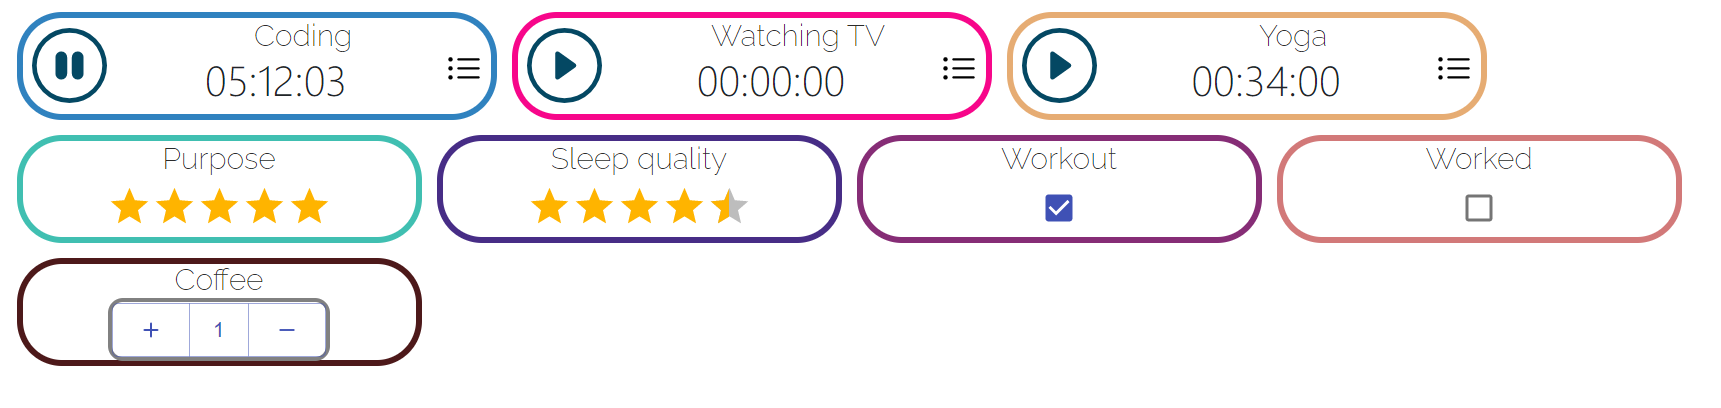 Coding
05:12:03
Watching TV
00:00:00
Yoga
00:34:00
Purpose
Sleep quality
Workout
Worked
Coffee
+ 1 −